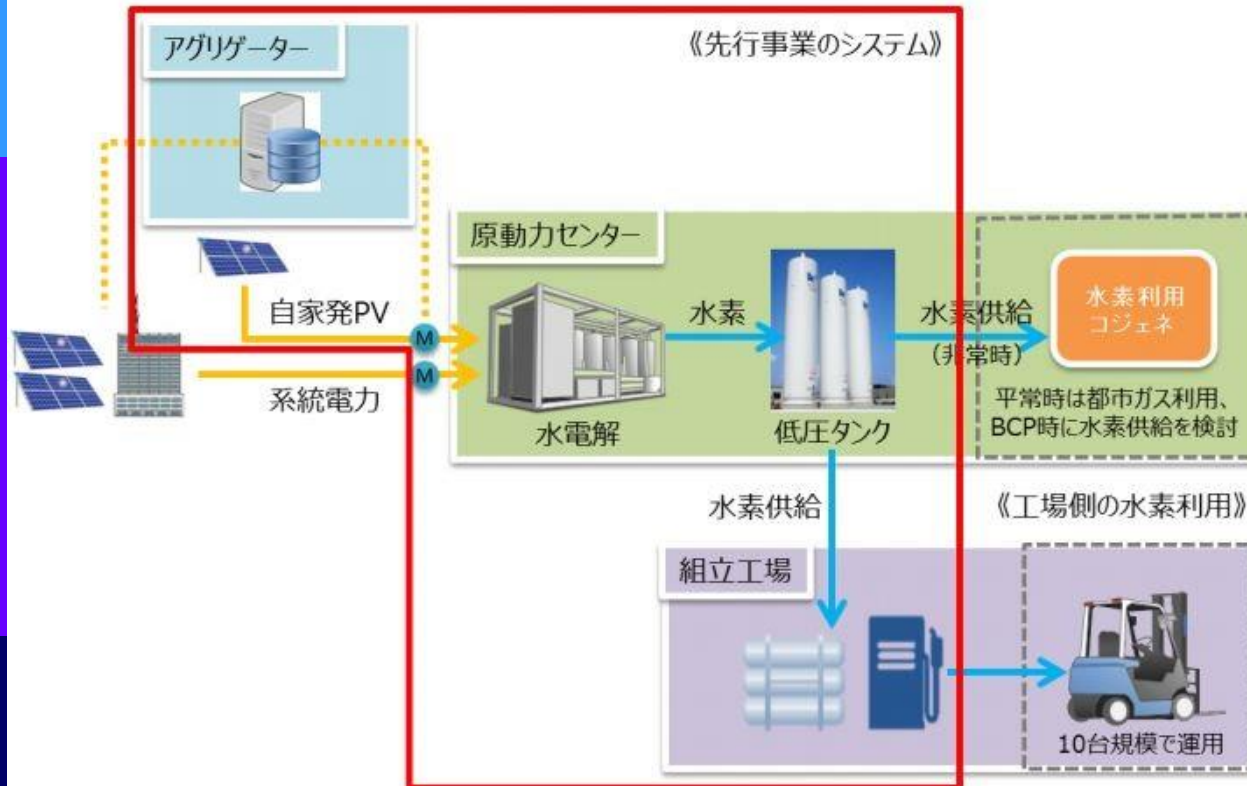 アグリゲーター
《先行事業のシステム》
原動力センター
自家発PV
M
水素
水素供給
(非常時)
水素利用
コジェネ
系統電力
M
水電解
低圧タンク
平常時は都市ガス利用、
BCP時に水素供給を検討
水素供給
《工場側の水素利用》
組立工場
10台規模で運用